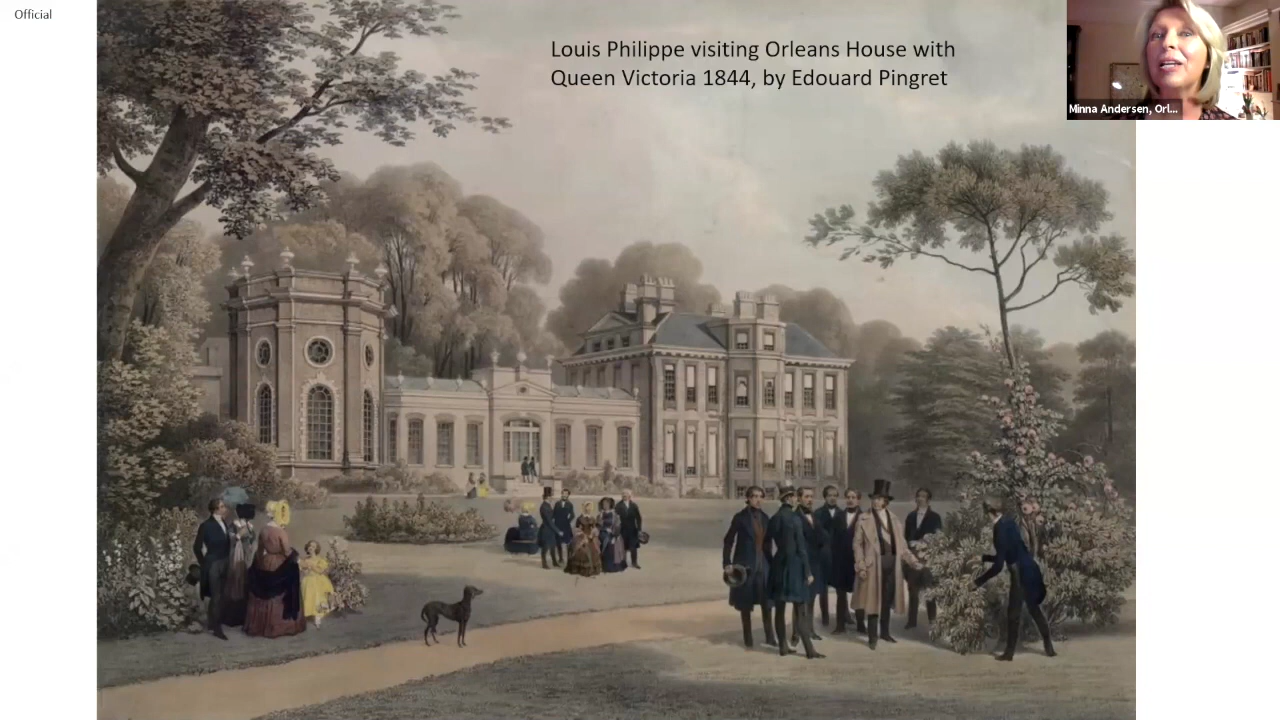 Official
Louis Philippe visiting Orleans House with
Queen Victoria 1844, by Edouard Pingret
Minna Andersen, Orl...